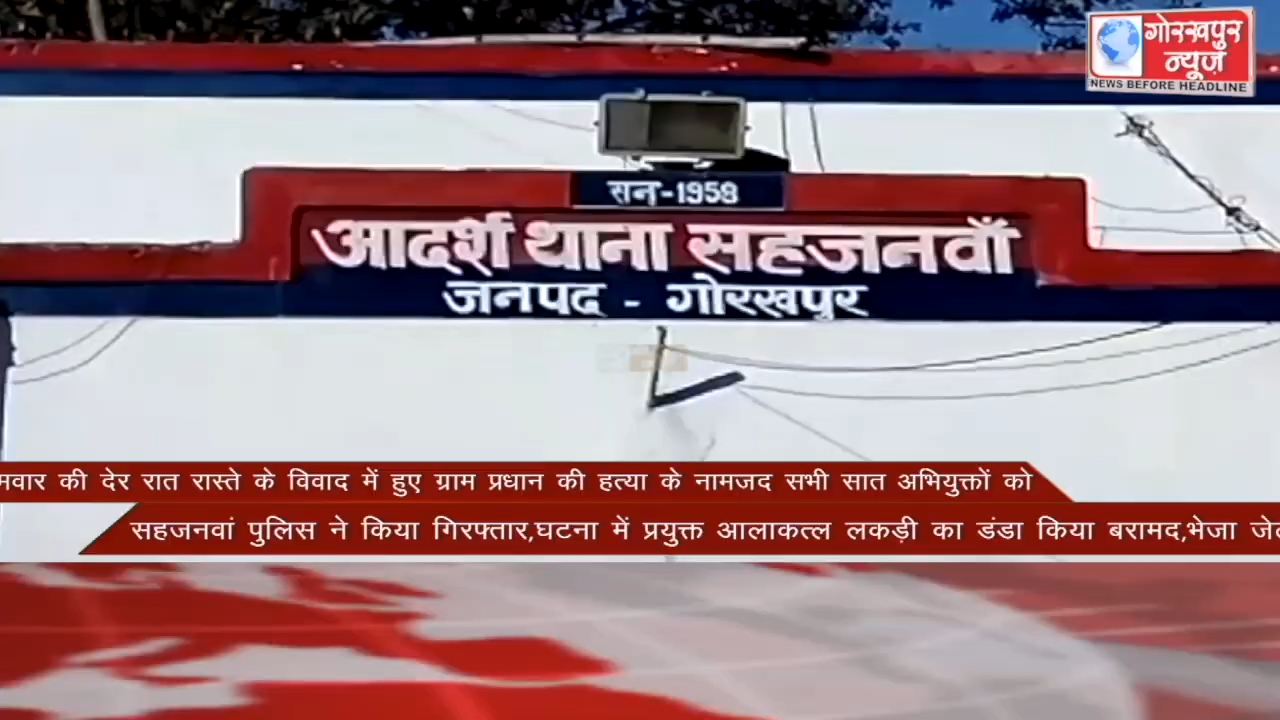 गोरखपुर
न्यूज़
NEWS BEFORE HEADLINE
सन्-1958
आदर्श थाना सहजनवाँ
जनपद - गोरखपुर
की देर रात रास्ते के विवाद में हुए ग्राम प्रधान की हत्या के नामजद सभी सात अभियुक्तों को
सहजनवां पुलिस ने किया गिरफ्तार,घटना में प्रयुक्त आलाकत्ल लकड़ी का डंडा किया बरामद,भेजा